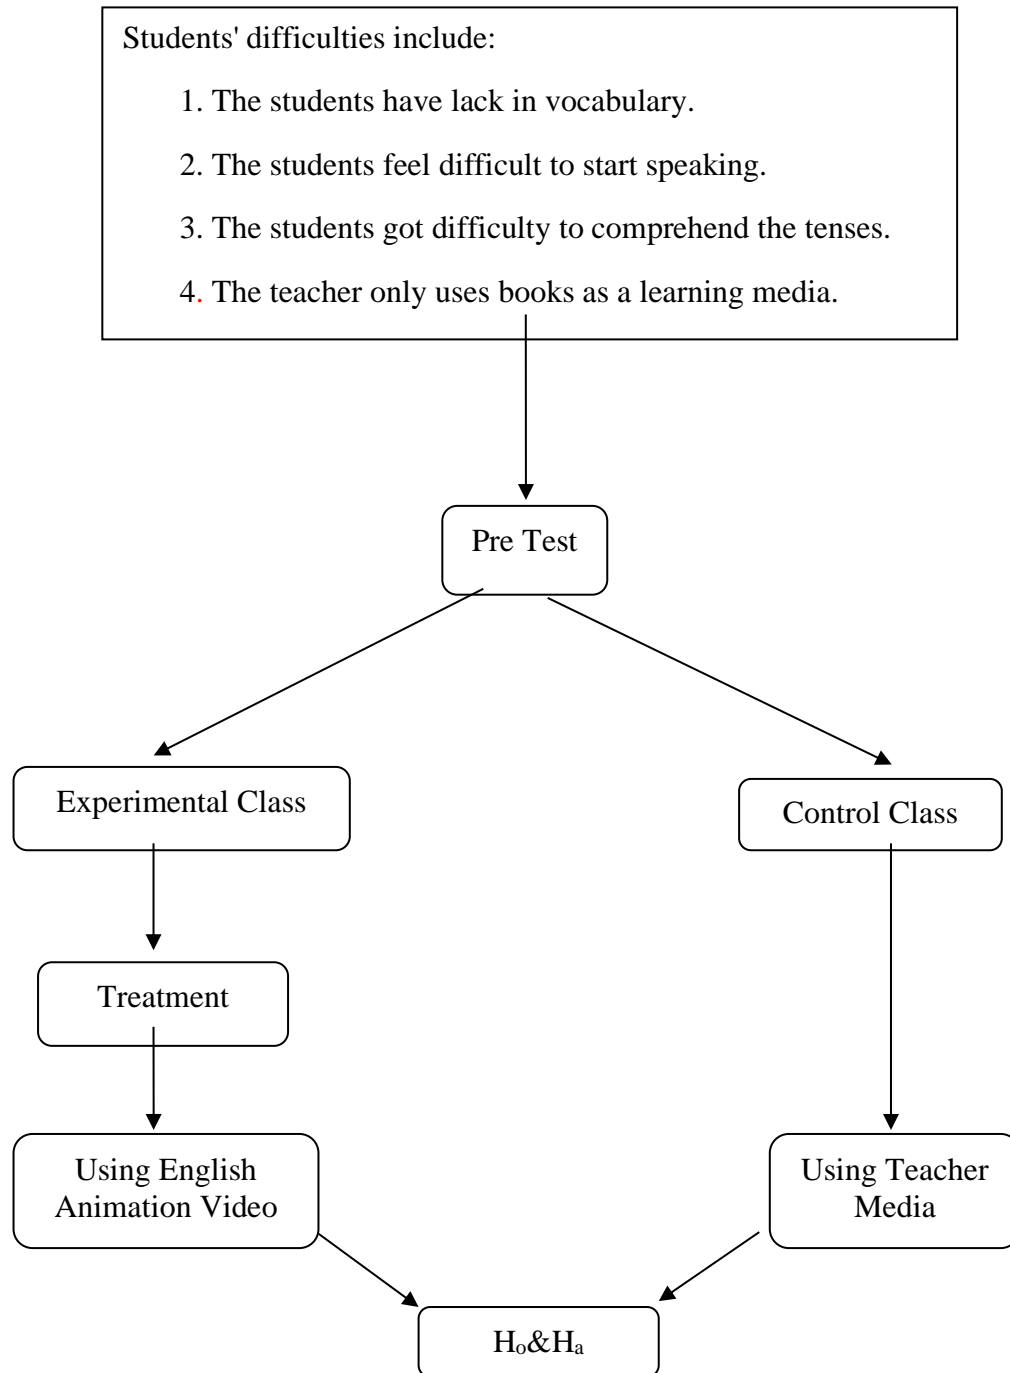 Students' difficulties include:
1. The students have lack in vocabulary.
2. The students feel difficult to start speaking.
3. The students got difficulty to comprehend the tenses.
4. The teacher only uses books as a learning media.
Pre Test
Experimental Class
Control Class
Treatment
Using English
Animation Video
Using Teacher
Media
Hₒ&Hₐ